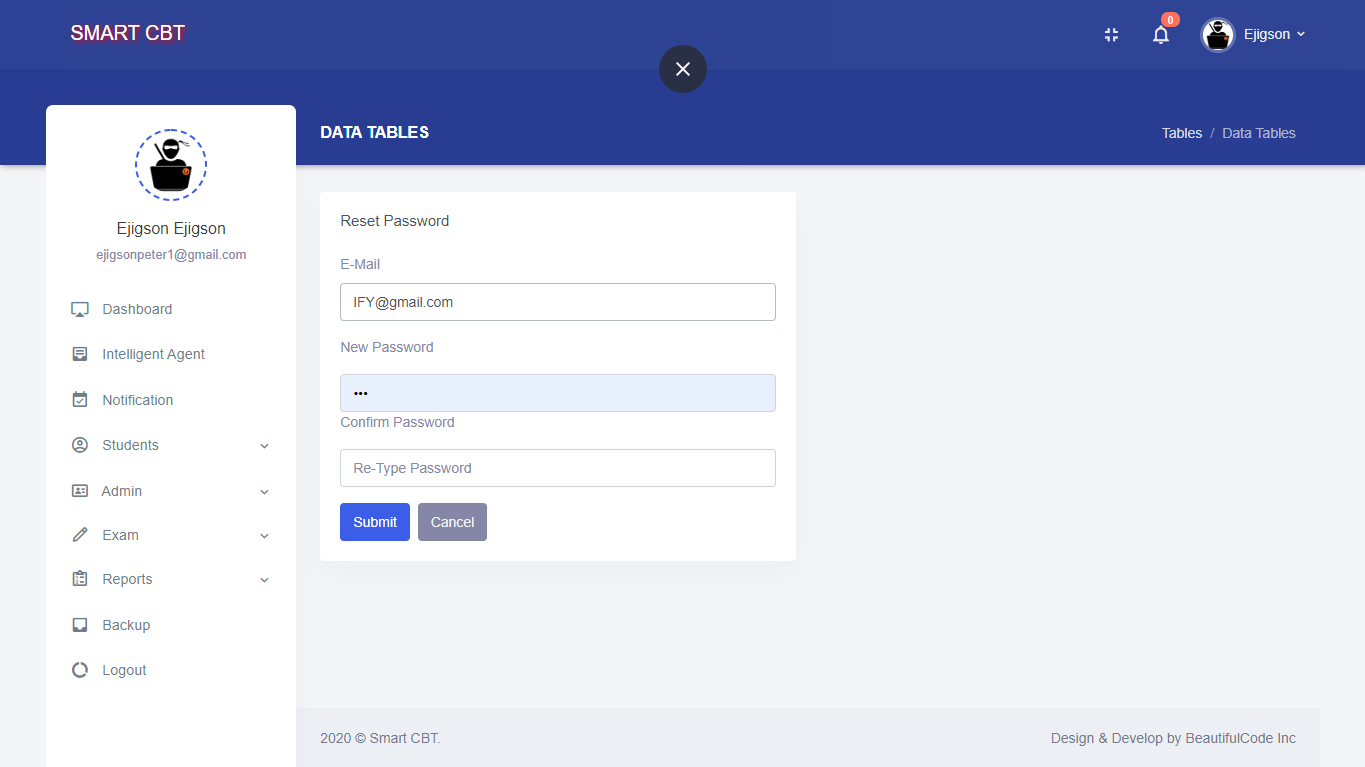 SMART CBT
0
Ejigson
DATA TABLES
Tables / Data Tables
Ejigson Ejigson
ejigsonpeter1@gmail.com
Dashboard
Intelligent Agent
Notification
Students
Admin
Exam
Reports
Backup
Logout
Reset Password
E-Mail
IFY@gmail.com
New Password
•••
Confirm Password
Re-Type Password
Submit Cancel
2020 © Smart CBT.
Design & Develop by BeautifulCode Inc